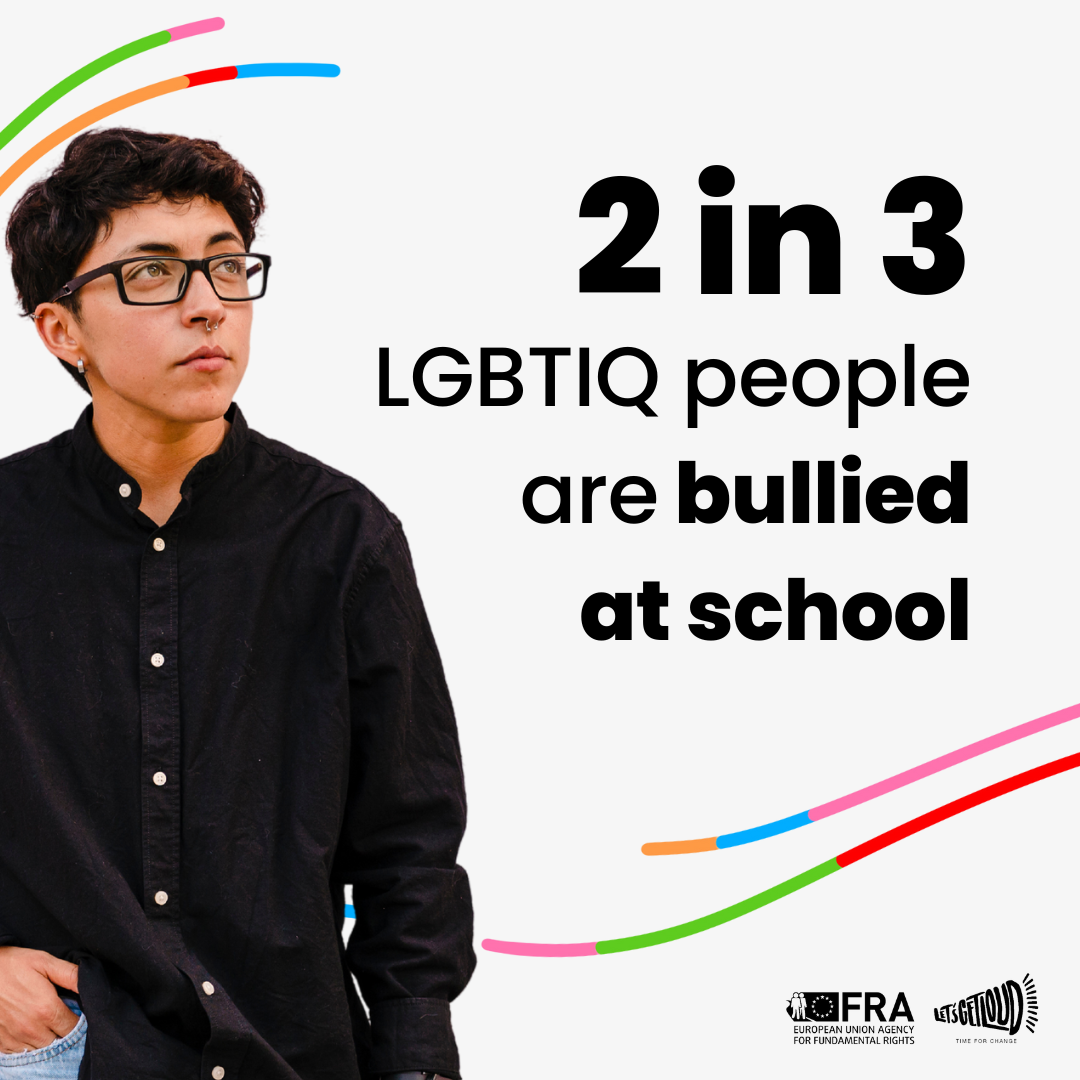 2 in 3
LGBTIQ people
are bullied
at school
FRA
EUROPEAN UNION AGENCY
FOR FUNDAMENTAL RIGHTS
LET'S GET LOUD
TIME FOR CHANGE